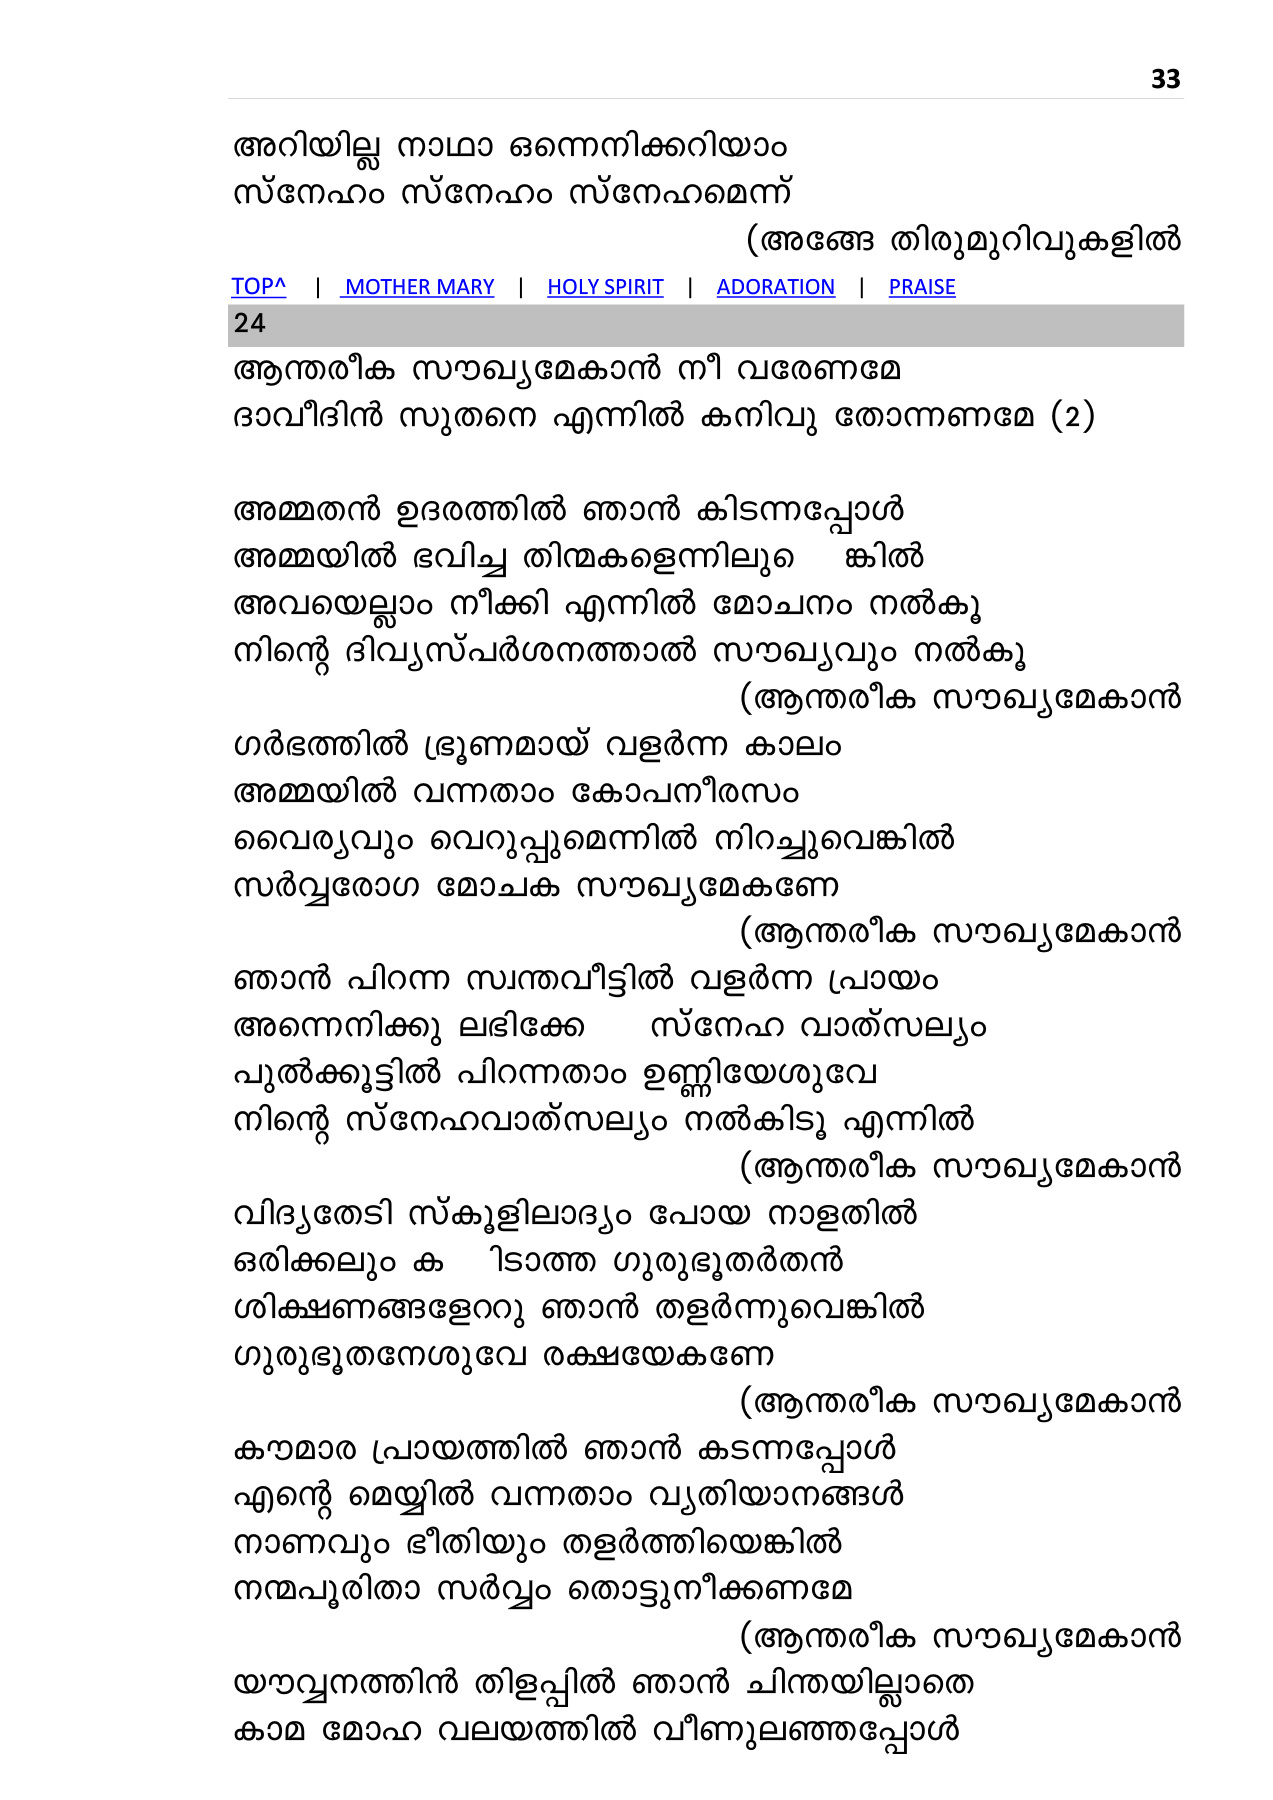 33
അറിയില്ല നാഥാ ഒന്നെനിക്കറിയാം
സ്നേഹം സ്നേഹം സ്നേഹമെന്ന്
(അങ്ങേ തിരുമുറിവുകളിൽ
TOP^ | MOTHER MARY | HOLY SPIRIT | ADORATION | PRAISE
24
ആന്തരീക സൗഖ്യമേകാൻ നീ വരേണമേ
ദാവീദിൻ സുതനെ എന്നിൽ കനിവു തോന്നണമേ (2)
അമ്മതൻ ഉദരത്തിൽ ഞാൻ കിടന്നപ്പോൾ
അമ്മയിൽ ഭവിച്ച തിന്മകളെന്നിലുെ ങ്കിൽ
അവയെല്ലാം നീക്കി എന്നിൽ മോചനം നൽകൂ
നിന്റെ ദിവ്യസ്പർശനത്താൽ സൗഖ്യവും നൽകൂ
(ആന്തരീക സൗഖ്യമേകാൻ
ഗർഭത്തിൽ ഭ്രൂണമായ് വളർന്ന കാലം
അമ്മയിൽ വന്നതാം കോപനീരസം
വൈര്യവും വെറുപ്പുമെന്നിൽ നിറച്ചുവെങ്കിൽ
സർവ്വരോഗ മോചക സൗഖ്യമേകണേ
(ആന്തരീക സൗഖ്യമേകാൻ
ഞാൻ പിറന്ന സ്വന്തവീട്ടിൽ വളർന്ന പ്രായം
അന്നെനിക്കു ലഭിക്കേ സ്നേഹ വാത്സല്യം
പുൽക്കൂട്ടിൽ പിറന്നതാം ഉണ്ണിയേശുവേ
നിന്റെ സ്നേഹവാത്സല്യം നൽകിടൂ എന്നിൽ
(ആന്തരീക സൗഖ്യമേകാൻ
വിദ്യതേടി സ്കൂളിലാദ്യം പോയ നാളതിൽ
ഒരിക്കലും ക ിടാത്ത ഗുരുഭൂതർതൻ
ശിക്ഷണങ്ങളേററു ഞാൻ തളർന്നുവെങ്കിൽ
ഗുരുഭൂതനേശുവേ രക്ഷയേകണേ
(ആന്തരീക സൗഖ്യമേകാൻ
കൗമാര പ്രായത്തിൽ ഞാൻ കടന്നപ്പോൾ
എന്റെ മെയ്യിൽ വന്നതാം വ്യതിയാനങ്ങൾ
നാണവും ഭീതിയും തളർത്തിയെങ്കിൽ
നന്മപൂരിതാ സർവ്വം തൊട്ടുനീക്കണമേ
(ആന്തരീക സൗഖ്യമേകാൻ
യൗവ്വനത്തിൻ തിളപ്പിൽ ഞാൻ ചിന്തയില്ലാതെ
കാമ മോഹ വലയത്തിൽ വീണുലഞ്ഞപ്പോൾ